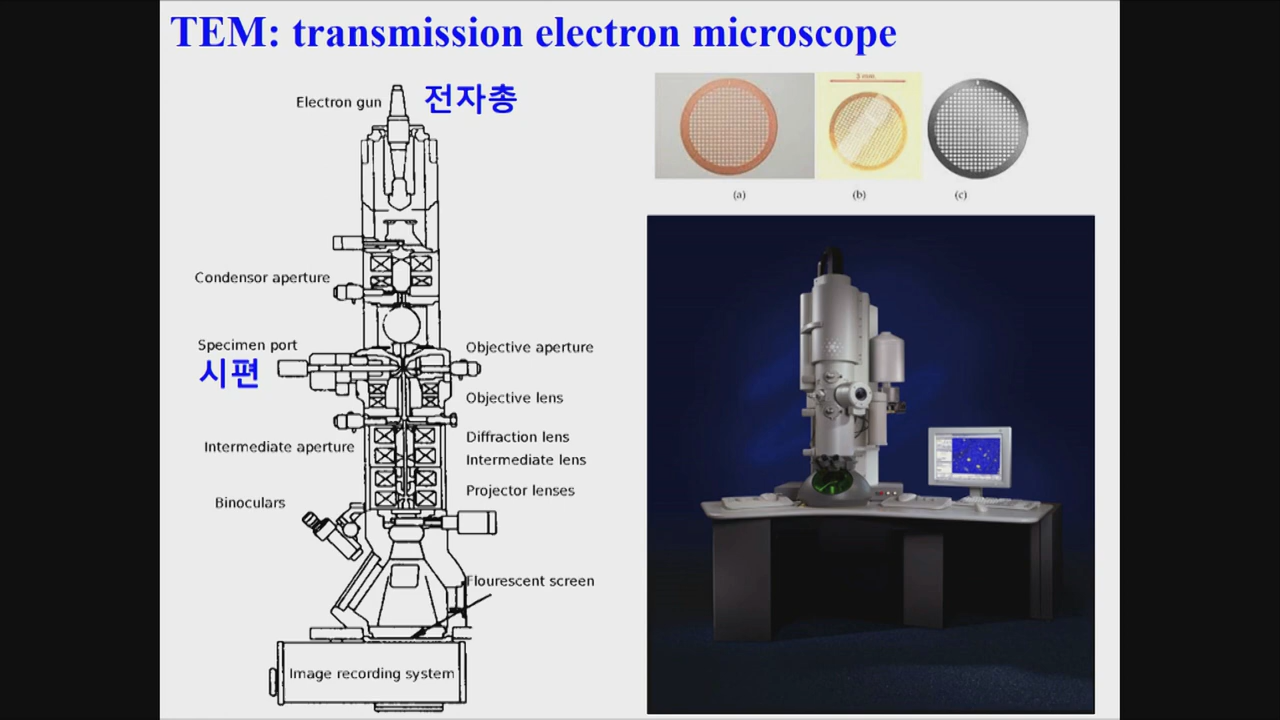 TEM: transmission electron microscope
Electron gun
전자총
Condensor aperture
Specimen port
시편
Objective aperture
Objective lens
Intermediate aperture
Diffraction lens
Intermediate lens
Binoculars
Projector lenses
Flourescent screen
Image recording system
3 mm.
(a)
(b)
(c)